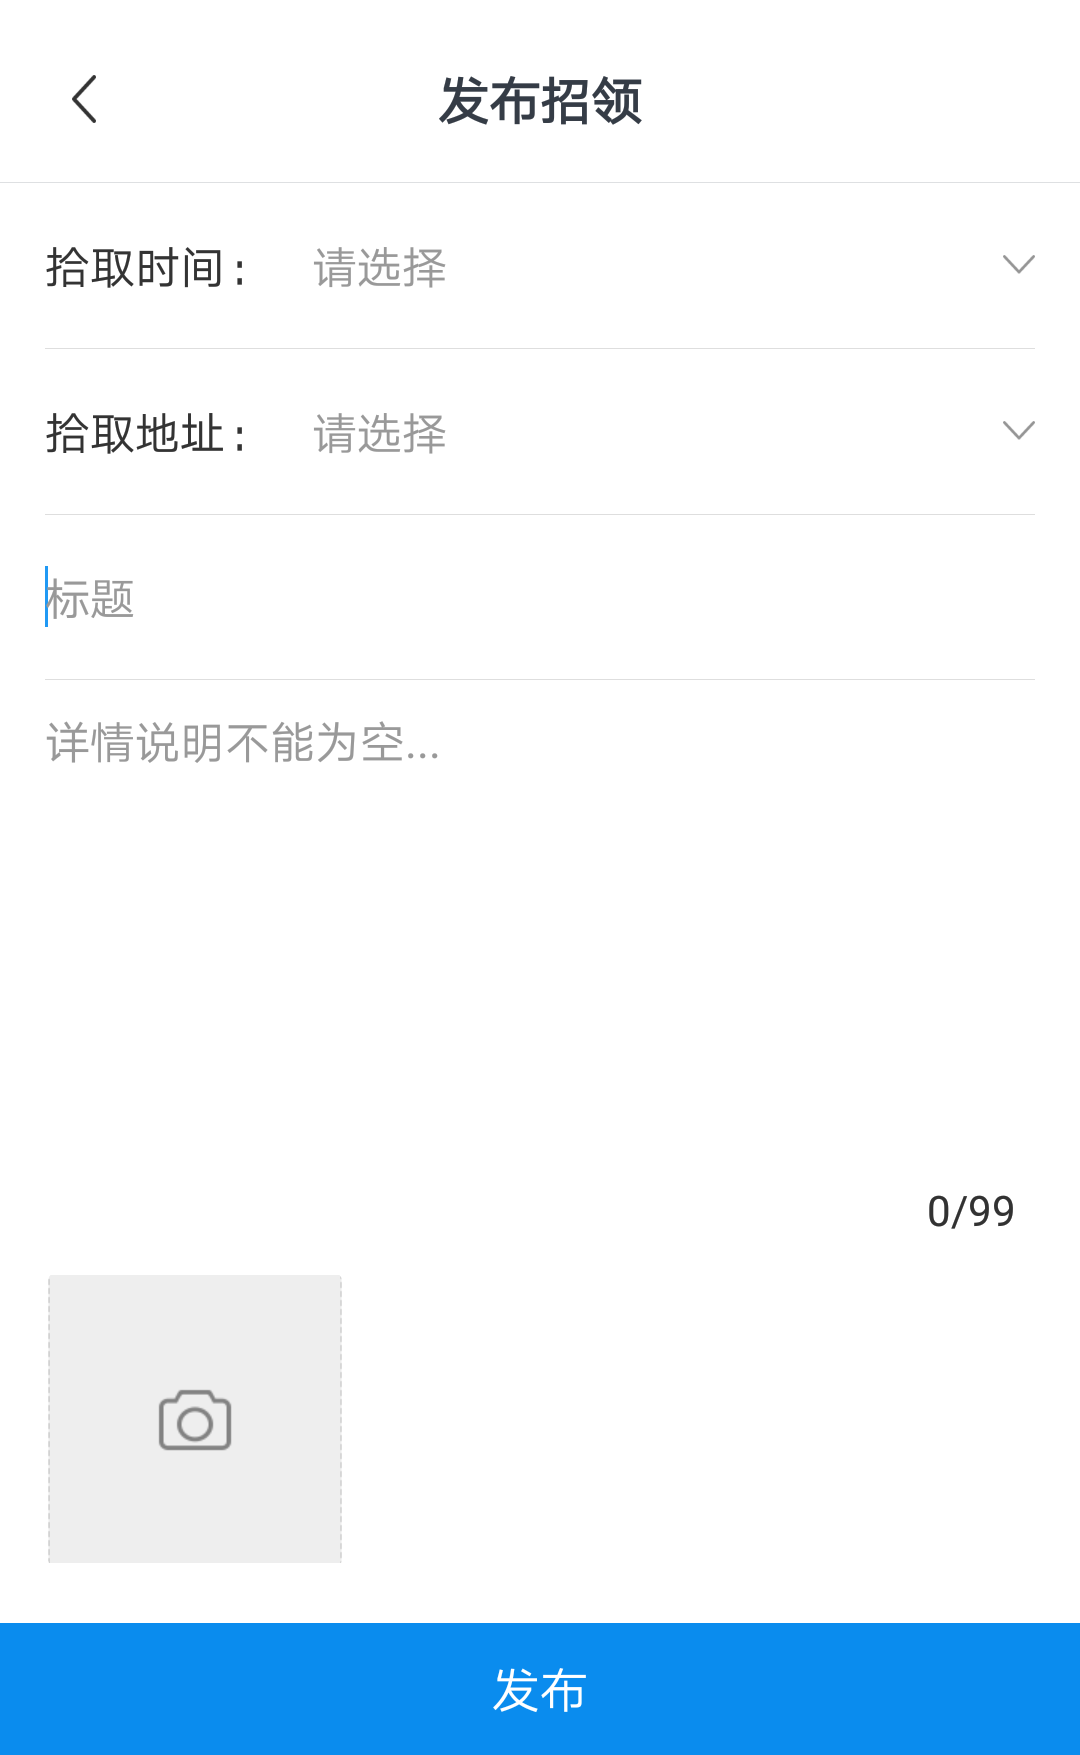 发布招领
拾取时间： 请选择
拾取地址： 请选择
标题
详情说明不能为空...
0/99
发布